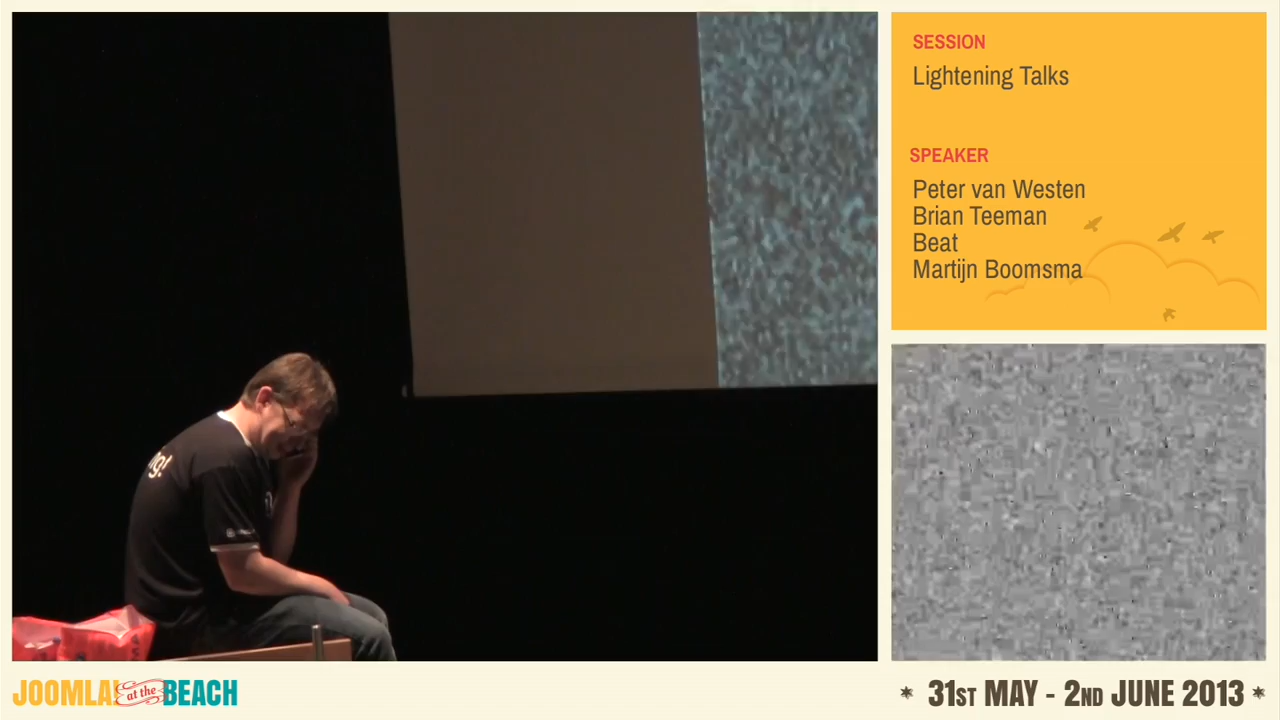 SESSION
Lightening Talks
SPEAKER
Peter van Westen
Brian Teeman
Beat
Martijn Boomsma
JOOMLA! at the BEACH
* 31ST MAY - 2ND JUNE 2013 *